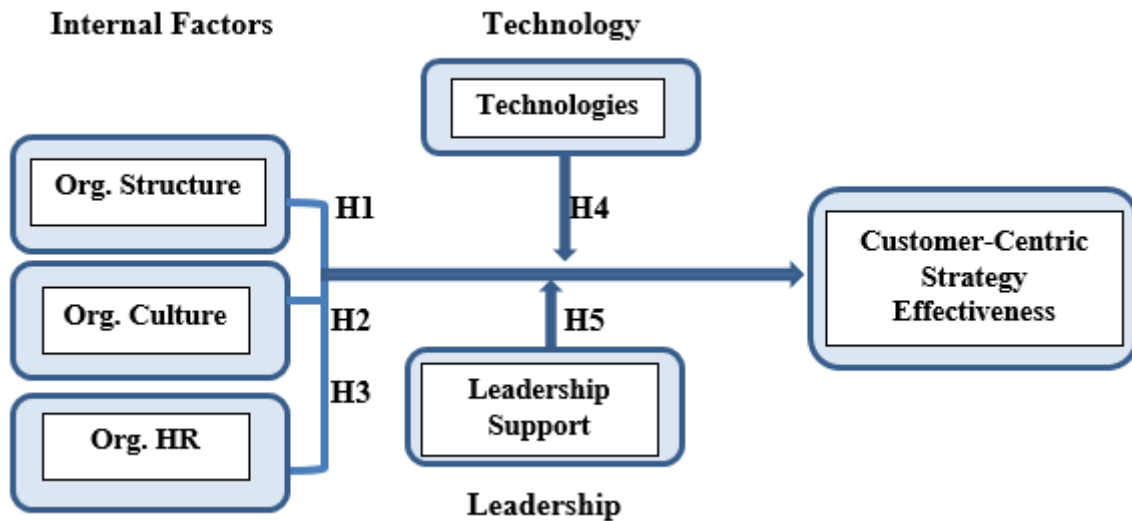 Internal Factors
Technology
Technologies
Org. Structure
H1
H4
Customer-Centric
Strategy
Effectiveness
Org. Culture
H2
H5
H3
Leadership
Support
Org. HR
Leadership